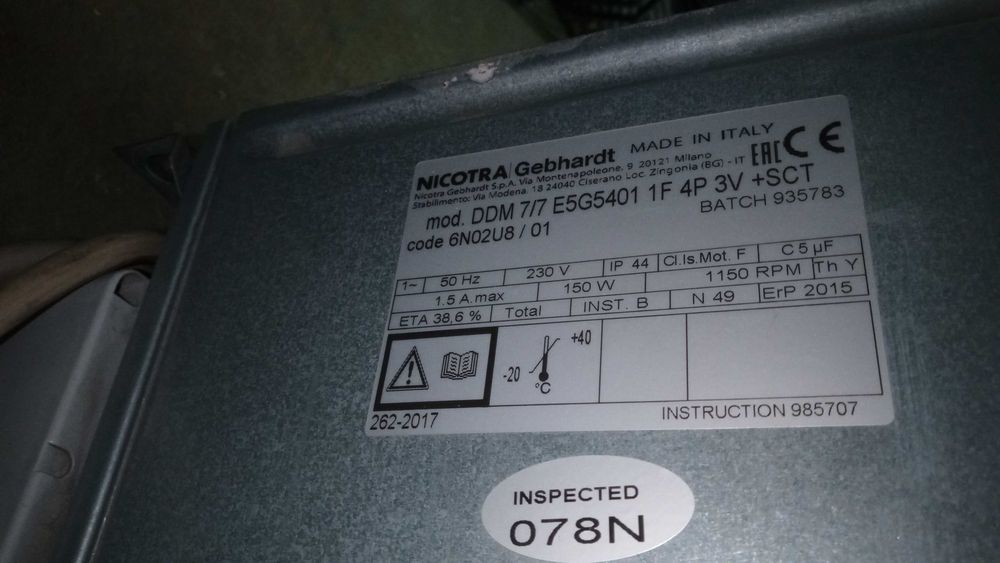 NICOTRA|Gebhardt MADE IN ITALY
Nicotra Gebhardt S.p.A. Via Montenapoleone, 9 20121 Milano
Stabilimento: Via Modena, 18 24040 Ciserano Loc. Zingonia (BG) - IT EAC CE
mod. DDM 7/7 E5G5401 1F 4P 3V +SCT
code 6N02U8 / 01 BATCH 935783
1~ 50 Hz 230 V IP 44 Cl.Is.Mot. F C 5 µF
1.5 A.max 150 W 1150 RPM Th Y
ETA 38,6 % Total INST. B N 49 ErP 2015
-20 +40
°C
262-2017 INSTRUCTION 985707
INSPECTED
078N